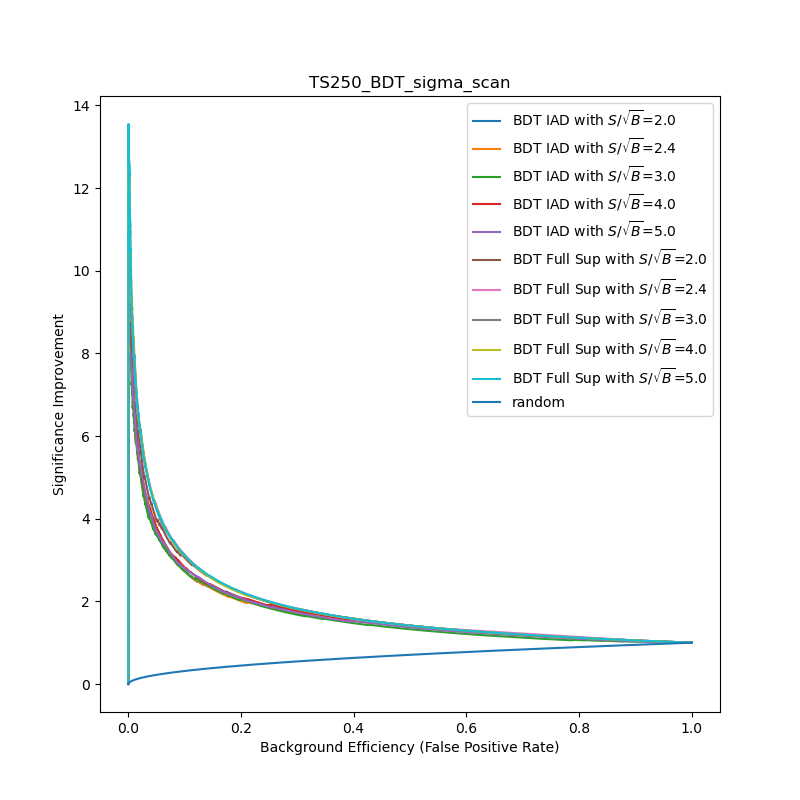 TS250_BDT_sigma_scan
14
12
10
8
6
4
2
0
Significance Improvement
BDT IAD with S/√B=2.0
BDT IAD with S/√B=2.4
BDT IAD with S/√B=3.0
BDT IAD with S/√B=4.0
BDT IAD with S/√B=5.0
BDT Full Sup with S/√B=2.0
BDT Full Sup with S/√B=2.4
BDT Full Sup with S/√B=3.0
BDT Full Sup with S/√B=4.0
BDT Full Sup with S/√B=5.0
random
0.0 0.2 0.4 0.6 0.8 1.0
Background Efficiency (False Positive Rate)